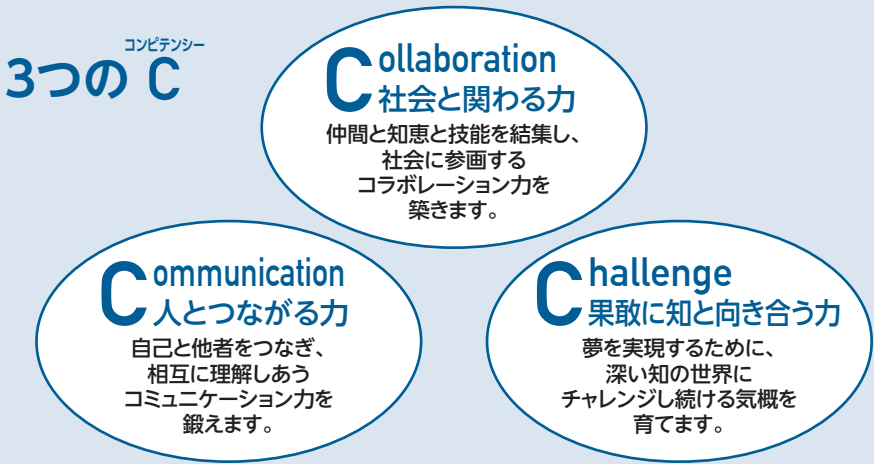 コンピテンシー
3つの C
Collaboration
社会と関わる力
仲間と知恵と技能を結集し、
社会に参画する
コラボレーション力を
築きます。
Communication
人とつながる力
自己と他者をつなぎ、
相互に理解しあう
コミュニケーション力を
鍛えます。
Challenge
果敢に知と向き合う力
夢を実現するために、
深い知の世界に
チャレンジし続ける気概を
育てます。